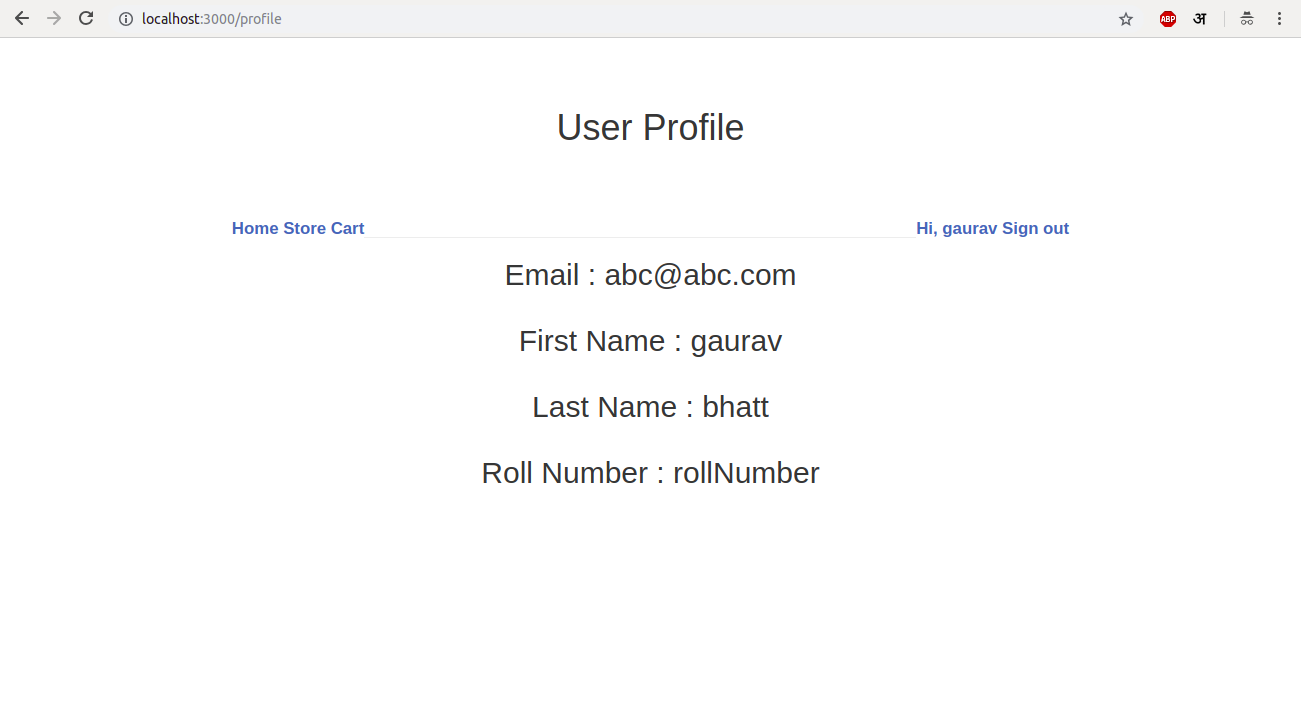 localhost:3000/profile
ABP
अ
User Profile
Home Store Cart Hi, gaurav Sign out
Email : abc@abc.com
First Name : gaurav
Last Name : bhatt
Roll Number : rollNumber